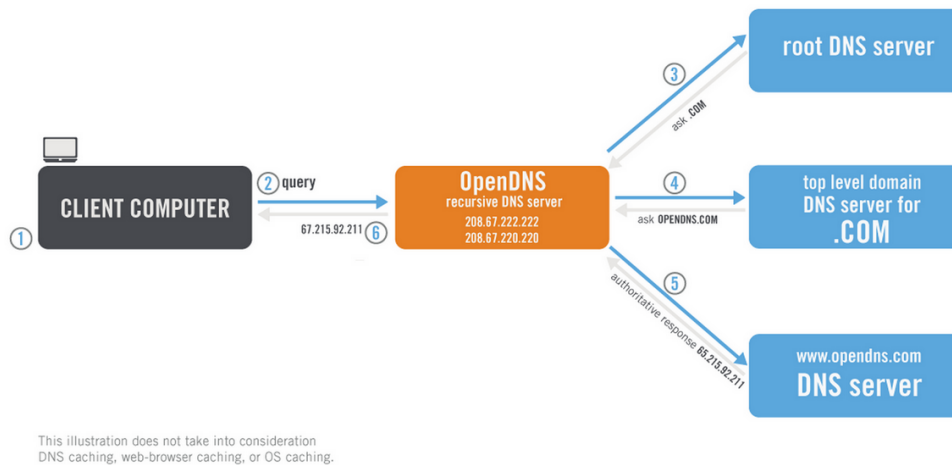 root DNS server
3
ask .COM
CLIENT COMPUTER
1
2 query
67.215.92.211 6
OpenDNS
recursive DNS server
208.67.222.222
208.67.220.220
4
ask OPENDNS.COM
top level domain
DNS server for
.COM
5
authoritative response 65.215.92.211
www.opendns.com
DNS server
This illustration does not take into consideration
DNS caching, web-browser caching, or OS caching.